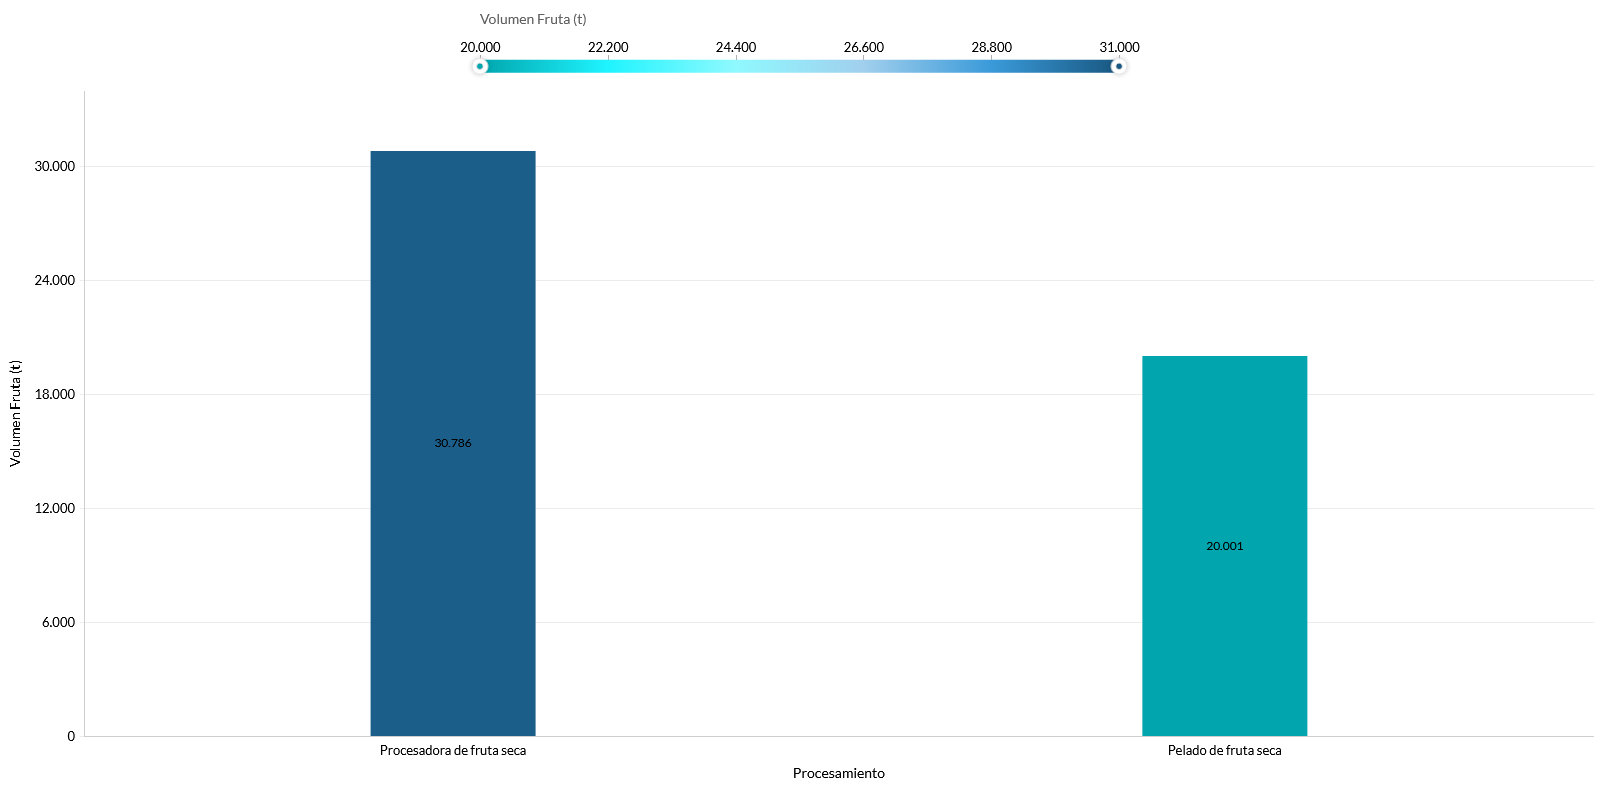 Volumen Fruta (t)
20.000 22.200 24.400 26.600 28.800 31.000
30.000
24.000
18.000
12.000
6.000
0
Volumen Fruta (t)
30.786
20.001
Procesadora de fruta seca Pelado de fruta seca
Procesamiento